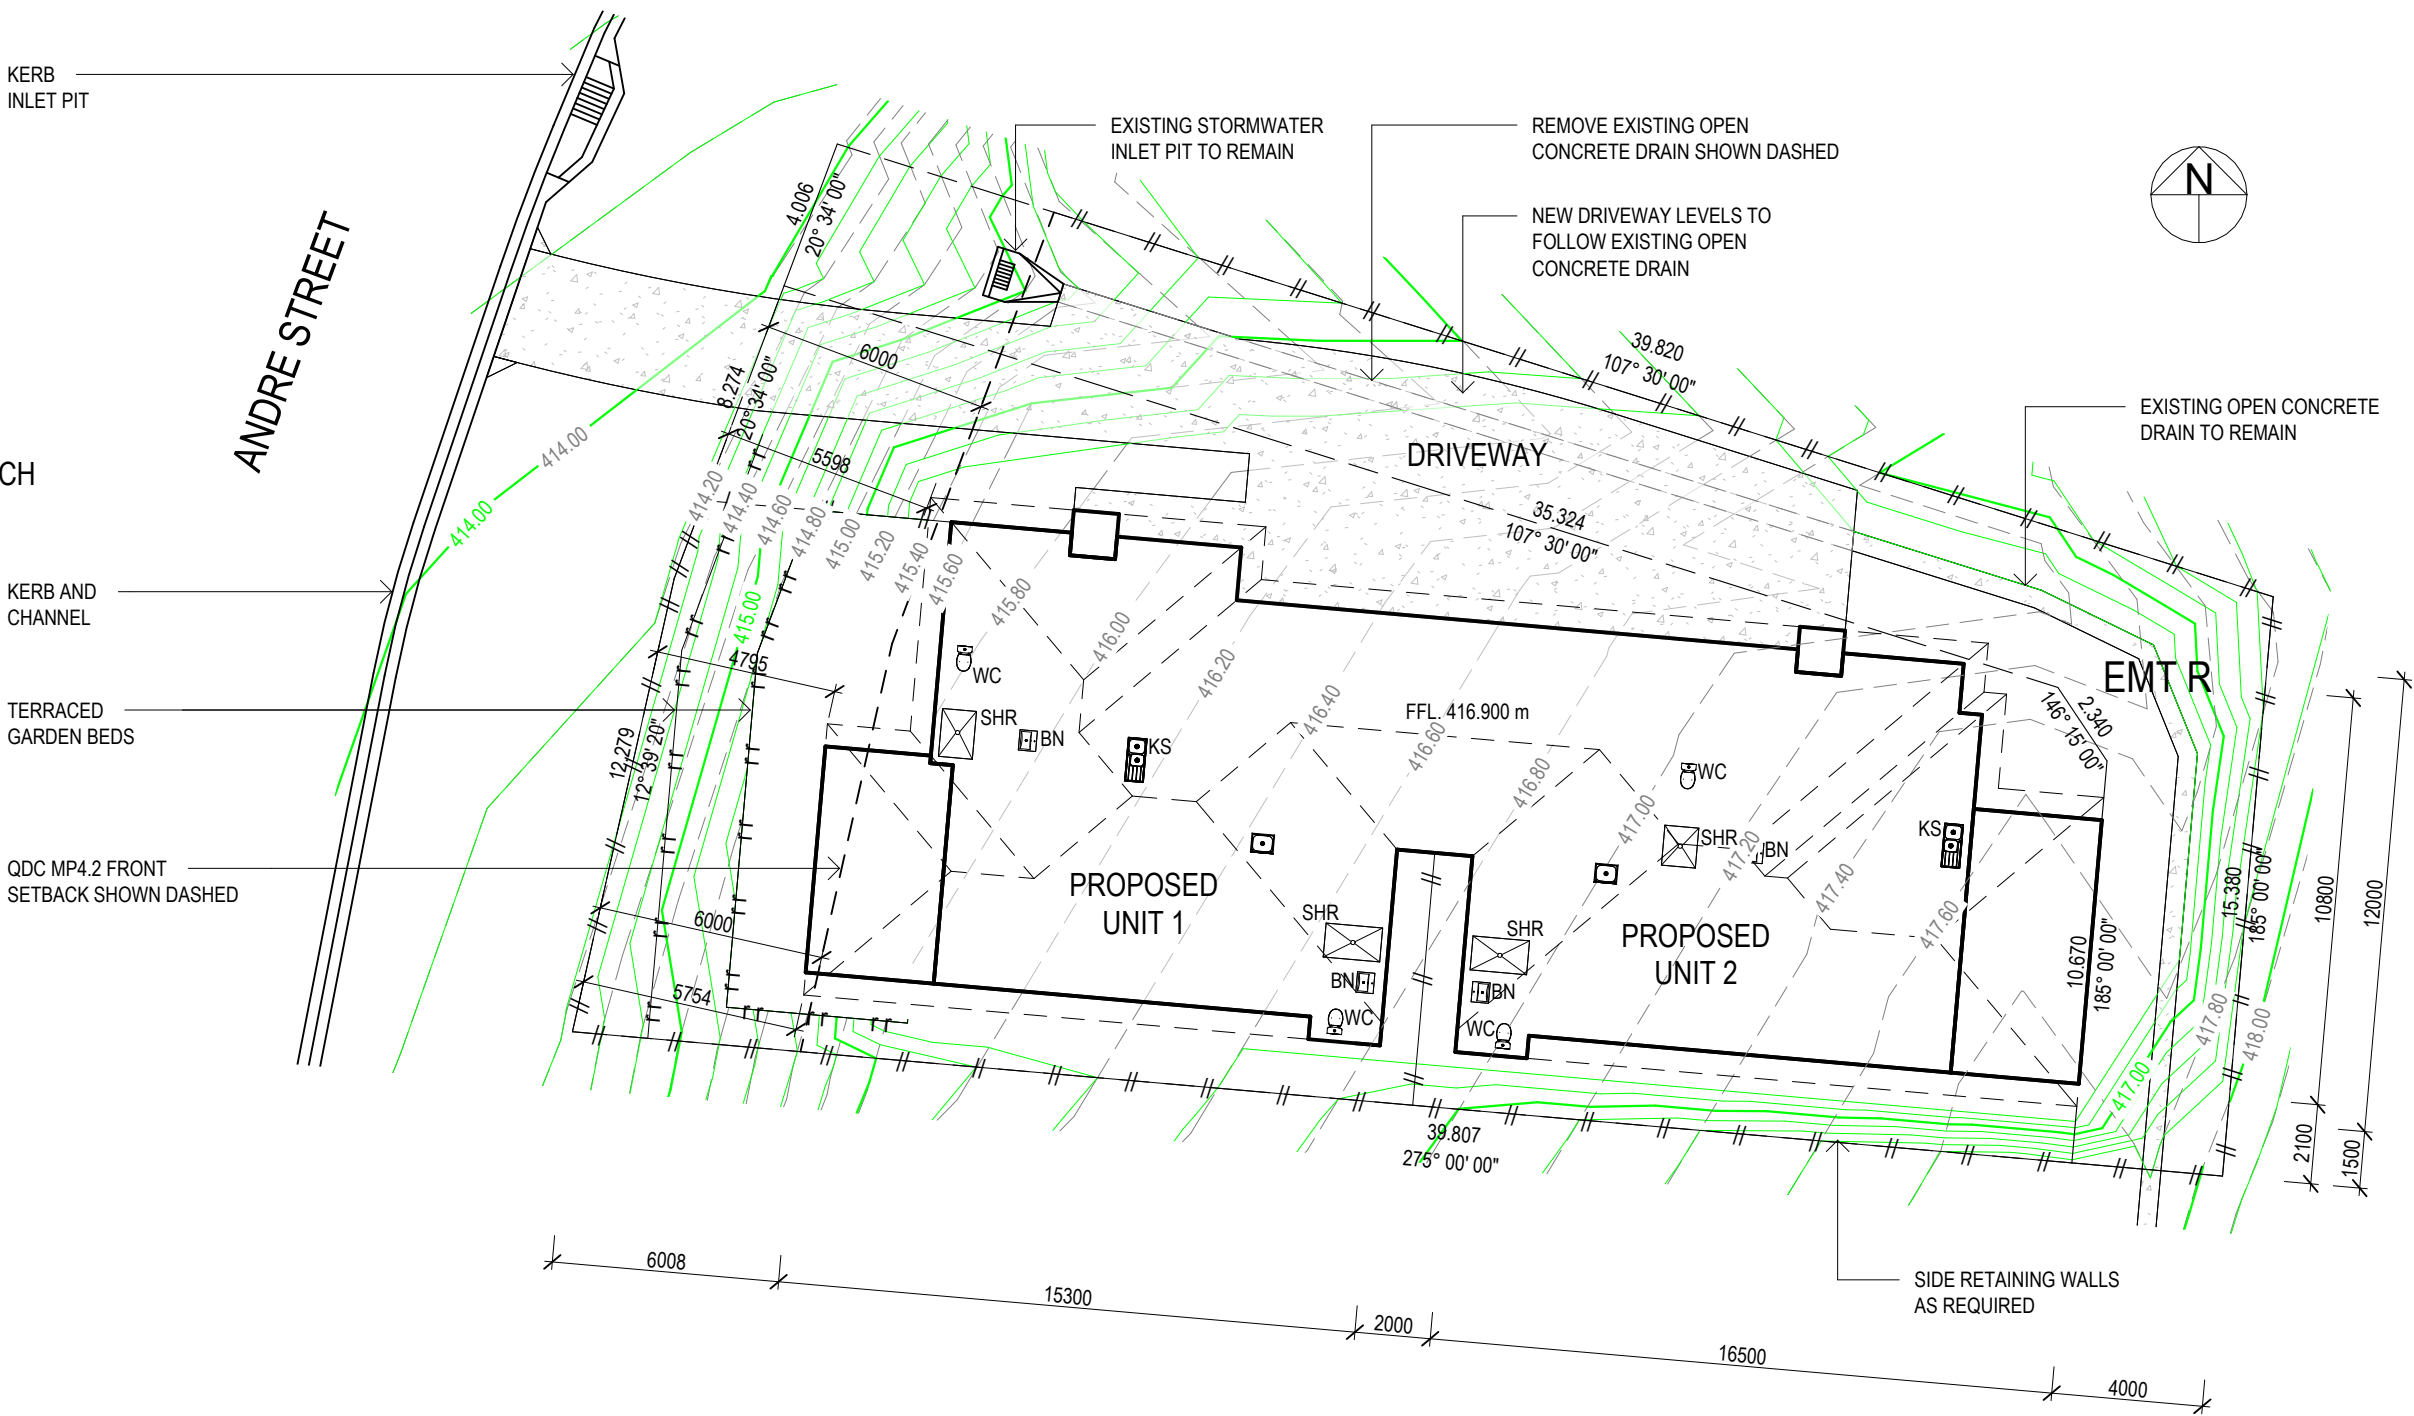 KERB
INLET PIT
ANDRE STREET
CH
KERB AND
CHANNEL
TERRACED
GARDEN BEDS
QDC MP4.2 FRONT
SETBACK SHOWN DASHED
EXISTING STORMWATER
INLET PIT TO REMAIN
REMOVE EXISTING OPEN
CONCRETE DRAIN SHOWN DASHED
NEW DRIVEWAY LEVELS TO
FOLLOW EXISTING OPEN
CONCRETE DRAIN
N
EXISTING OPEN CONCRETE
DRAIN TO REMAIN
4.006
20° 34' 00"
8.274
20° 34' 00"
6000
5598
39.820
107° 30' 00"
DRIVEWAY
35.324
107° 30' 00"
414.00
414.00
414.20
414.40
414.60
414.80
415.00
415.20
415.40
415.60
415.80
416.00
416.20
416.40
416.60
416.80
417.00
417.20
417.40
417.60
417.80
418.00
415.00
417.00
EMT R
2.340
146° 15' 00"
4795
12.279
12° 39' 20"
6000
5754
WC
SHR
BN
KS
FFL. 416.900 m
WC
SHR
BN
KS
PROPOSED
UNIT 1
SHR
BN
WC
SHR
BN
WC
PROPOSED
UNIT 2
10.670
185° 00' 00"
15.380
185° 00' 00"
10800
12000
2100
1500
39.807
275° 00' 00"
SIDE RETAINING WALLS
AS REQUIRED
6008
15300
2000
16500
4000